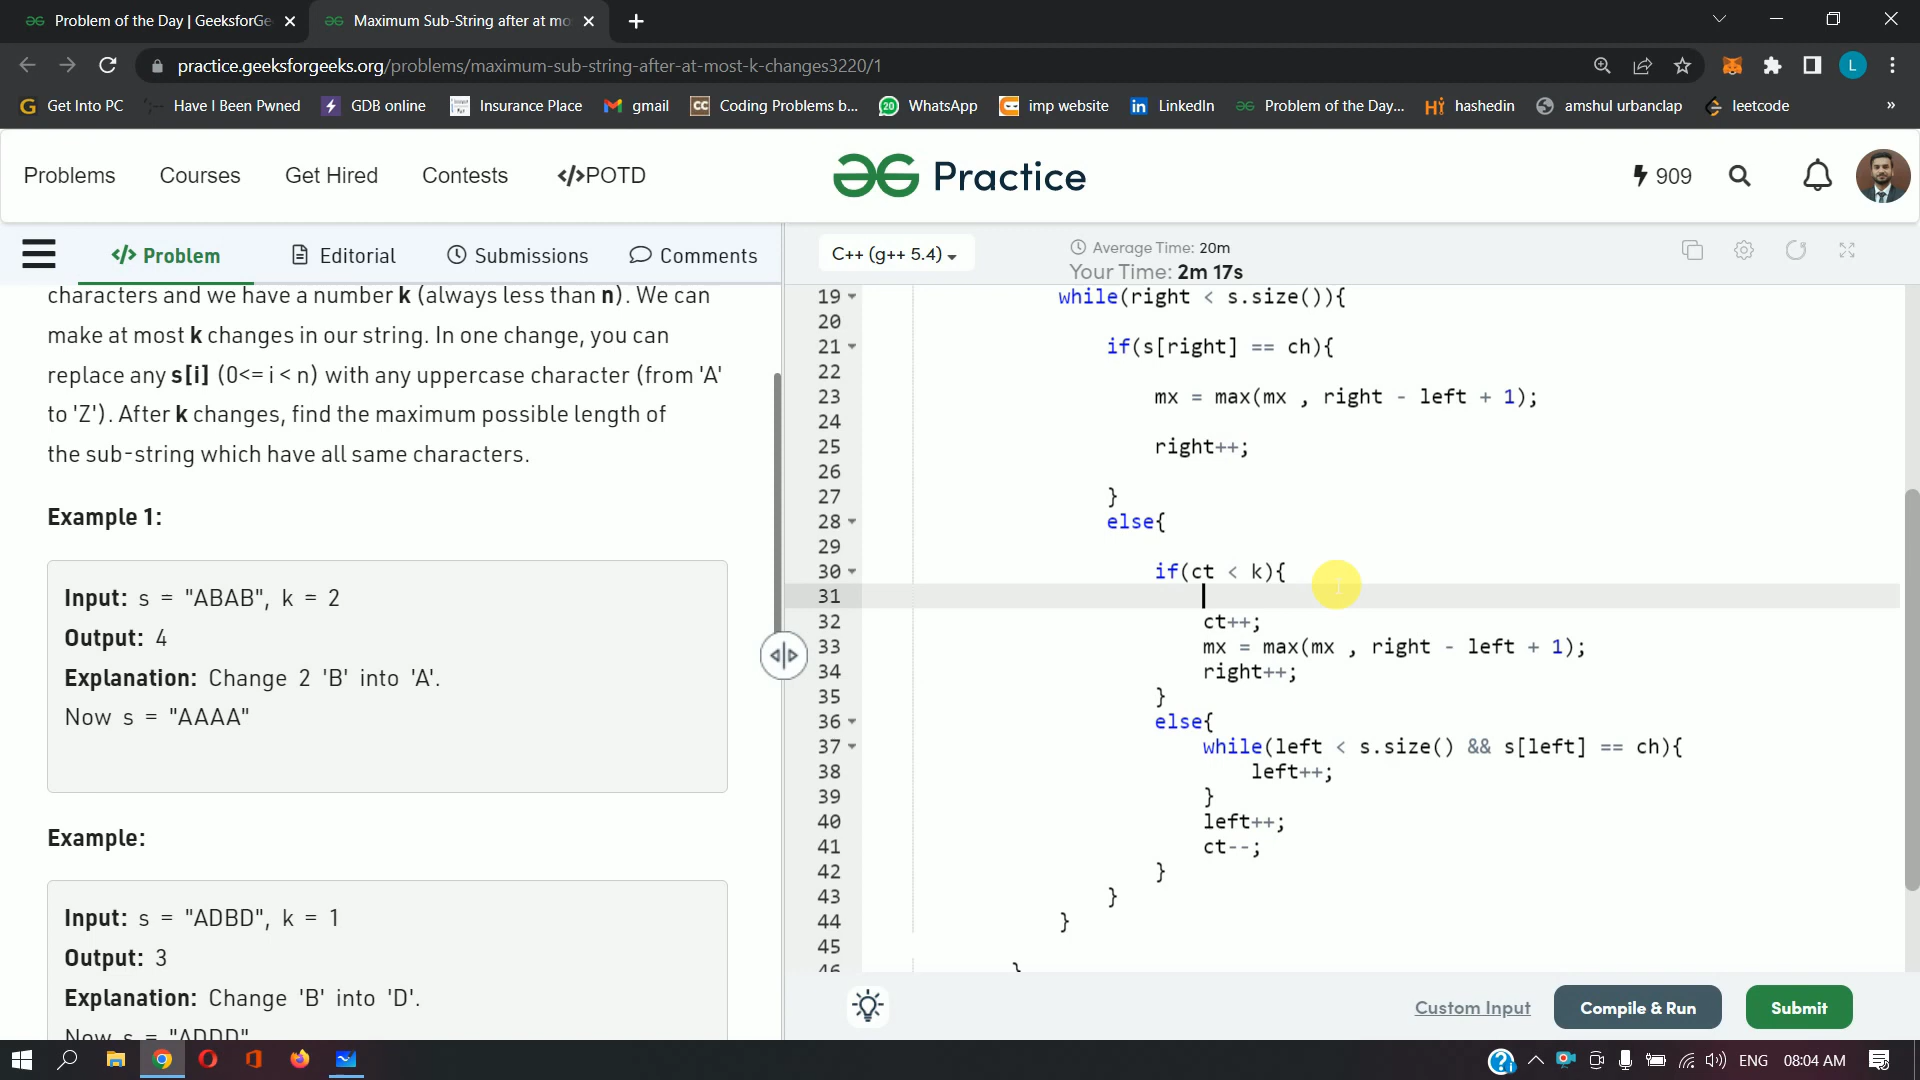 Problem of the Day | GeeksforGe
Maximum Sub-String after at mo
practice.geeksforgeeks.org/problems/maximum-sub-string-after-at-most-k-changes3220/1
L
Get Into PC
Have I Been Pwned
GDB online
Insurance Place
gmail
Coding Problems b...
WhatsApp
imp website
LinkedIn
Problem of the Day...
hashedin
amshul urbanclap
leetcode
»
Problems
Courses
Get Hired
Contests
</>POTD
Practice
909
</> Problem
Editorial
Submissions
Comments
characters and we have a number k (always less than n). We can
make at most k changes in our string. In one change, you can
replace any s[i] (0<= i < n) with any uppercase character (from 'A'
to 'Z'). After k changes, find the maximum possible length of
the sub-string which have all same characters.
Example 1:
Input: s = "ABAB", k = 2
Output: 4
Explanation: Change 2 'B' into 'A'.
Now s = "AAAA"
Example:
Input: s = "ADBD", k = 1
Output: 3
Explanation: Change 'B' into 'D'.
Now s = "ADDD"
C++ (g++ 5.4)
Average Time: 20m
Your Time: 2m 17s
19 while(right < s.size()){
20
21 if(s[right] == ch){
22
23 mx = max(mx , right - left + 1);
24
25 right++;
26
27 }
28 else{
29
30 if(ct < k){
31
32 ct++;
33 mx = max(mx , right - left + 1);
34 right++;
35 }
36 else{
37 while(left < s.size() && s[left] == ch){
38 left++;
39 }
40 left++;
41 ct--;
42 }
43 }
44 }
45
46 }
Custom Input
Compile & Run
Submit
ENG
08:04 AM